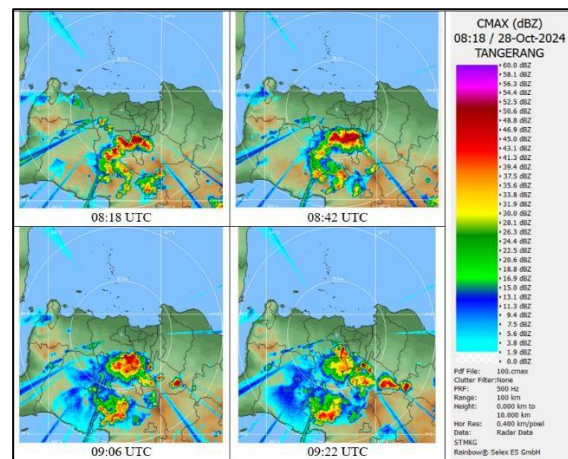 CMAX (dBZ)
08:18 / 28-Oct-2024
TANGERANG
60.0 dBZ
58.1 dBZ
56.3 dBZ
54.4 dBZ
52.5 dBZ
50.6 dBZ
48.8 dBZ
46.9 dBZ
45.0 dBZ
43.1 dBZ
41.3 dBZ
39.4 dBZ
37.5 dBZ
35.6 dBZ
33.8 dBZ
31.9 dBZ
30.0 dBZ
28.1 dBZ
26.3 dBZ
24.4 dBZ
22.5 dBZ
20.6 dBZ
18.8 dBZ
16.9 dBZ
15.0 dBZ
13.1 dBZ
11.3 dBZ
9.4 dBZ
7.5 dBZ
5.6 dBZ
3.8 dBZ
1.9 dBZ
0.0 dBZ
Pdf File: 100.cmax
Clutter Filter:None
PRF: 500 Hz
Range: 100 km
Height: 0.000 km to
10.000 km
Hor Res: 0.400 km/pixel
Data: Radar Data
STMKG
Rainbow® Selex ES GmbH
08:18 UTC
08:42 UTC
09:06 UTC
09:22 UTC